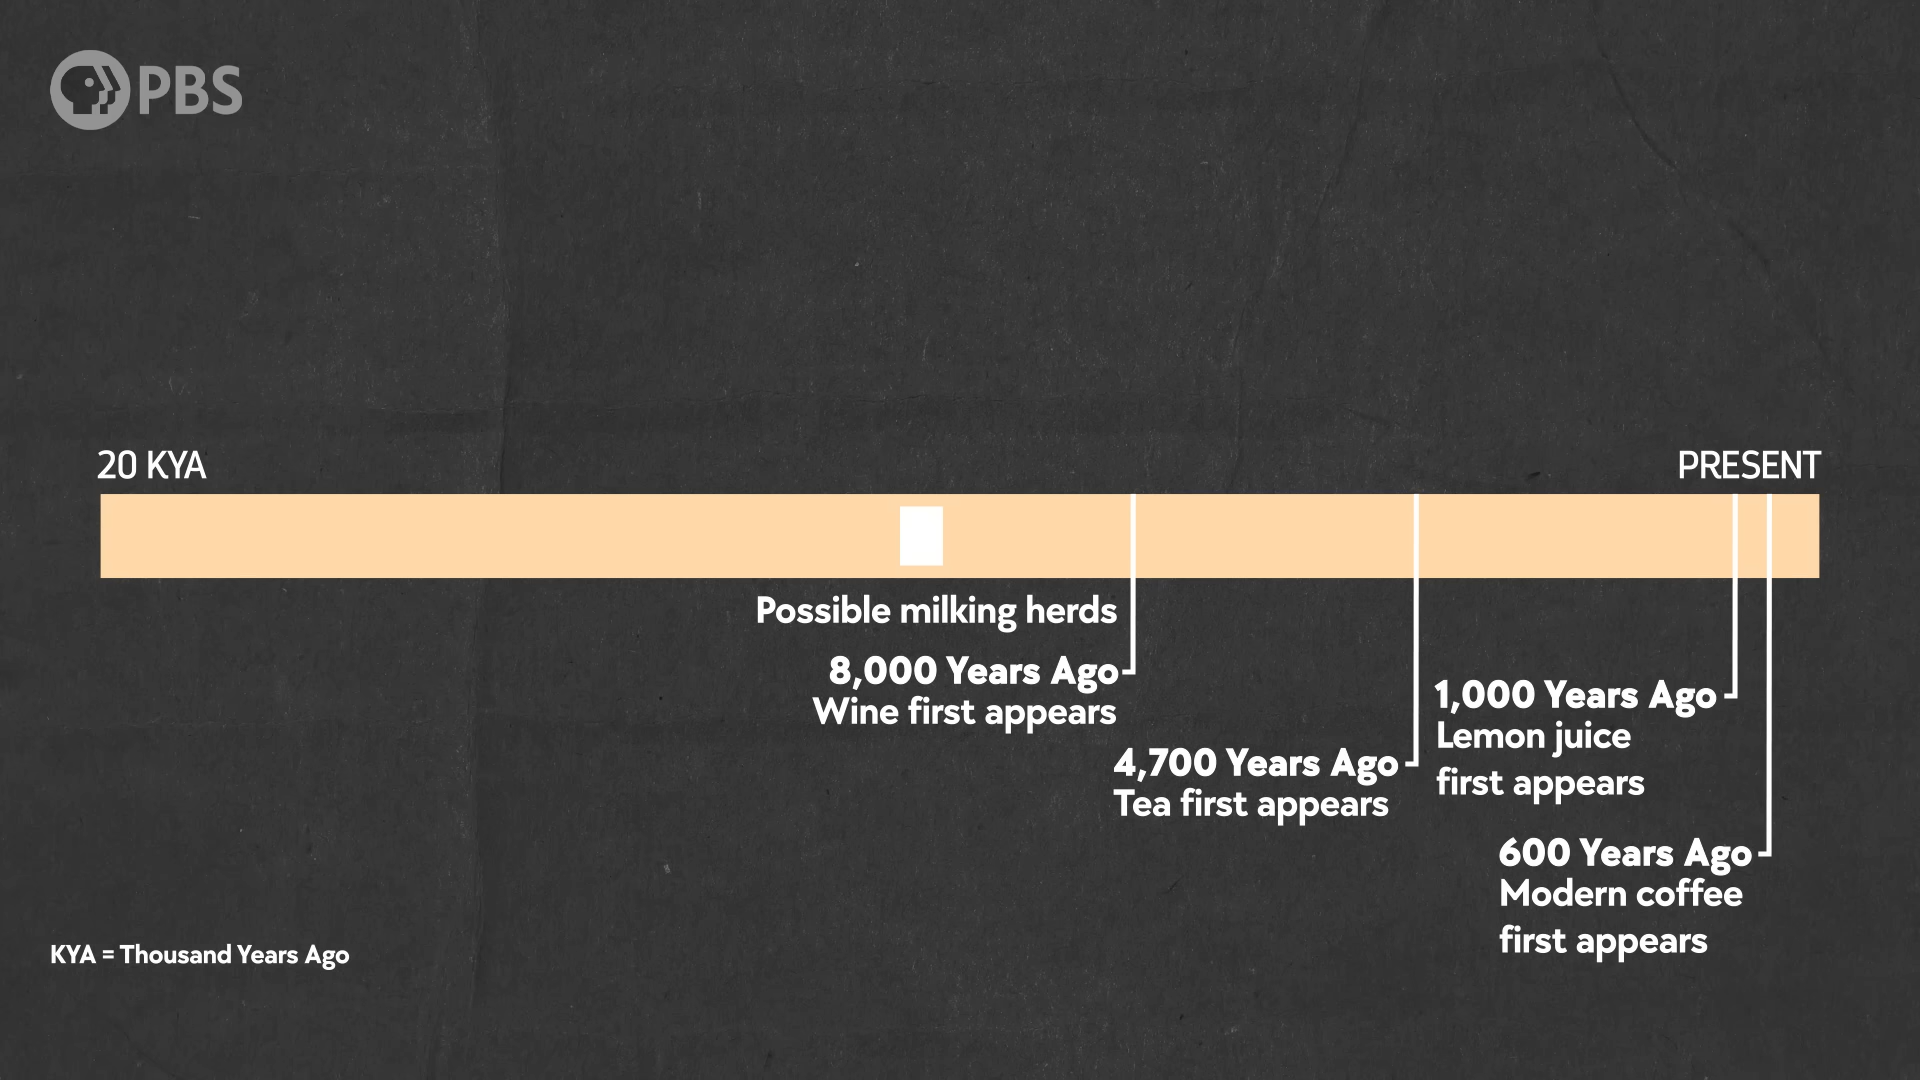 PBS
20 KYA
PRESENT
Possible milking herds
8,000 Years Ago
Wine first appears
4,700 Years Ago
Tea first appears
1,000 Years Ago
Lemon juice
first appears
600 Years Ago
Modern coffee
first appears
KYA = Thousand Years Ago